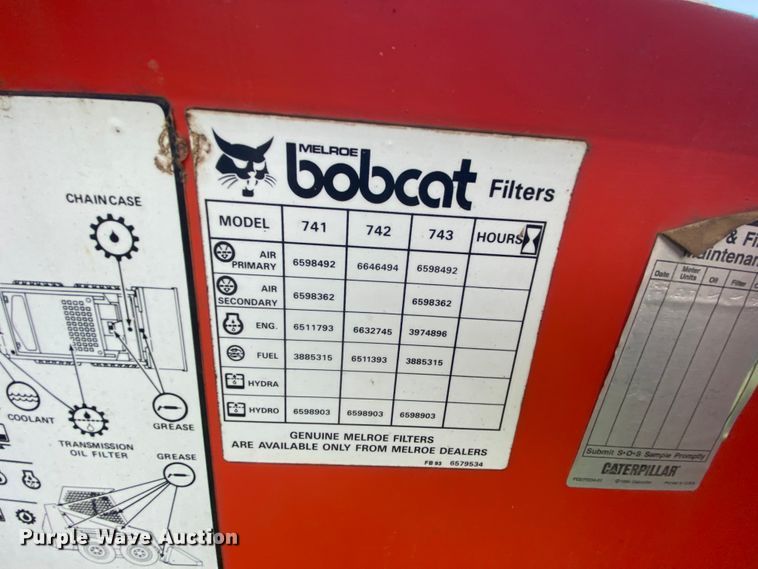 CHAINCASE
COOLANT
TRANSMISSION
OIL FILTER
GREASE
GREASE
MELROE
bobcat Filters
MODEL 741 742 743 HOURS
AIR PRIMARY 6598492 6646494 6598492
AIR SECONDARY 6598362 6598362
ENG. 6511793 6632745 3974896
FUEL 3885315 6511393 3885315
HYDRA
HYDRO 6598903 6598903 6598903
GENUINE MELROE FILTERS
ARE AVAILABLE ONLY FROM MELROE DEALERS
FB 93 6579534
&
Date Meter Units Oil Filter
Submit S•O•S Sample Promptly
CATERPILLAR
Purple Wave Auction